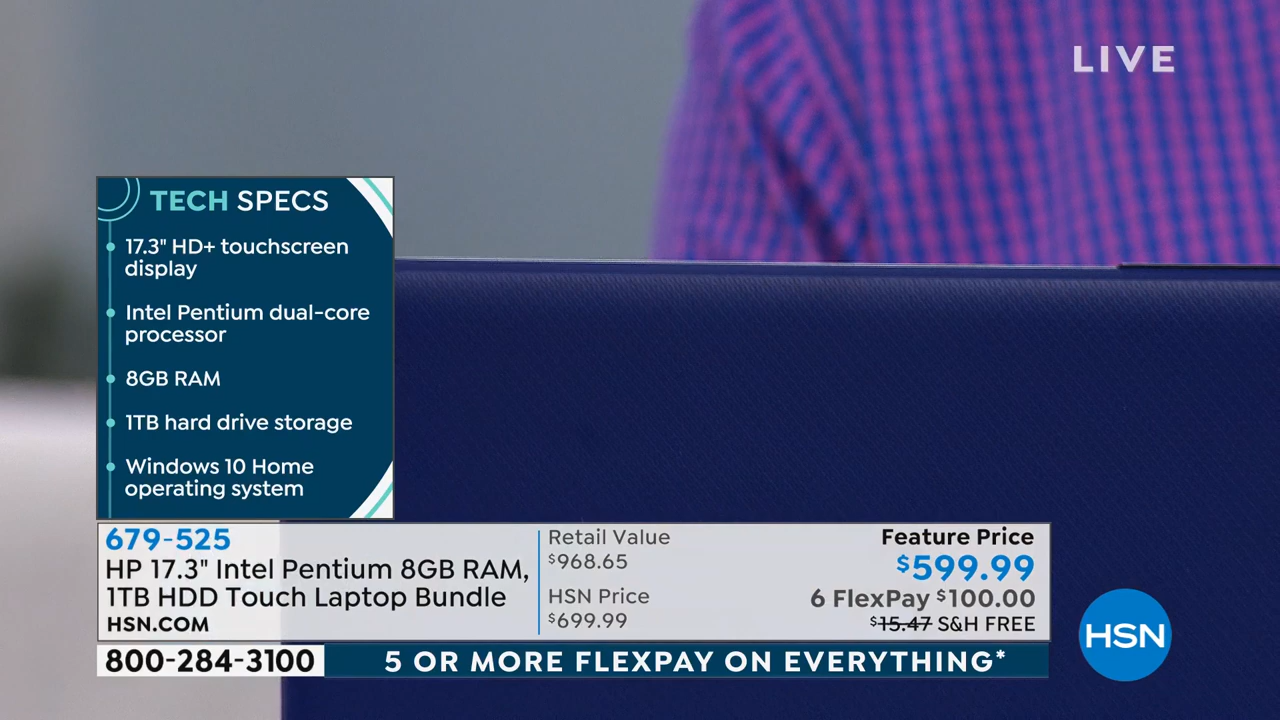 LIVE
TECH SPECS
17.3" HD+ touchscreen
display
Intel Pentium dual-core
processor
8GB RAM
1TB hard drive storage
Windows 10 Home
operating system
679-525
HP 17.3" Intel Pentium 8GB RAM,
1TB HDD Touch Laptop Bundle
HSN.COM
Retail Value
$968.65
HSN Price
$699.99
Feature Price
$599.99
6 FlexPay $100.00
$15.47 S&H FREE
800-284-3100
5 OR MORE FLEXPAY ON EVERYTHING*
HSN